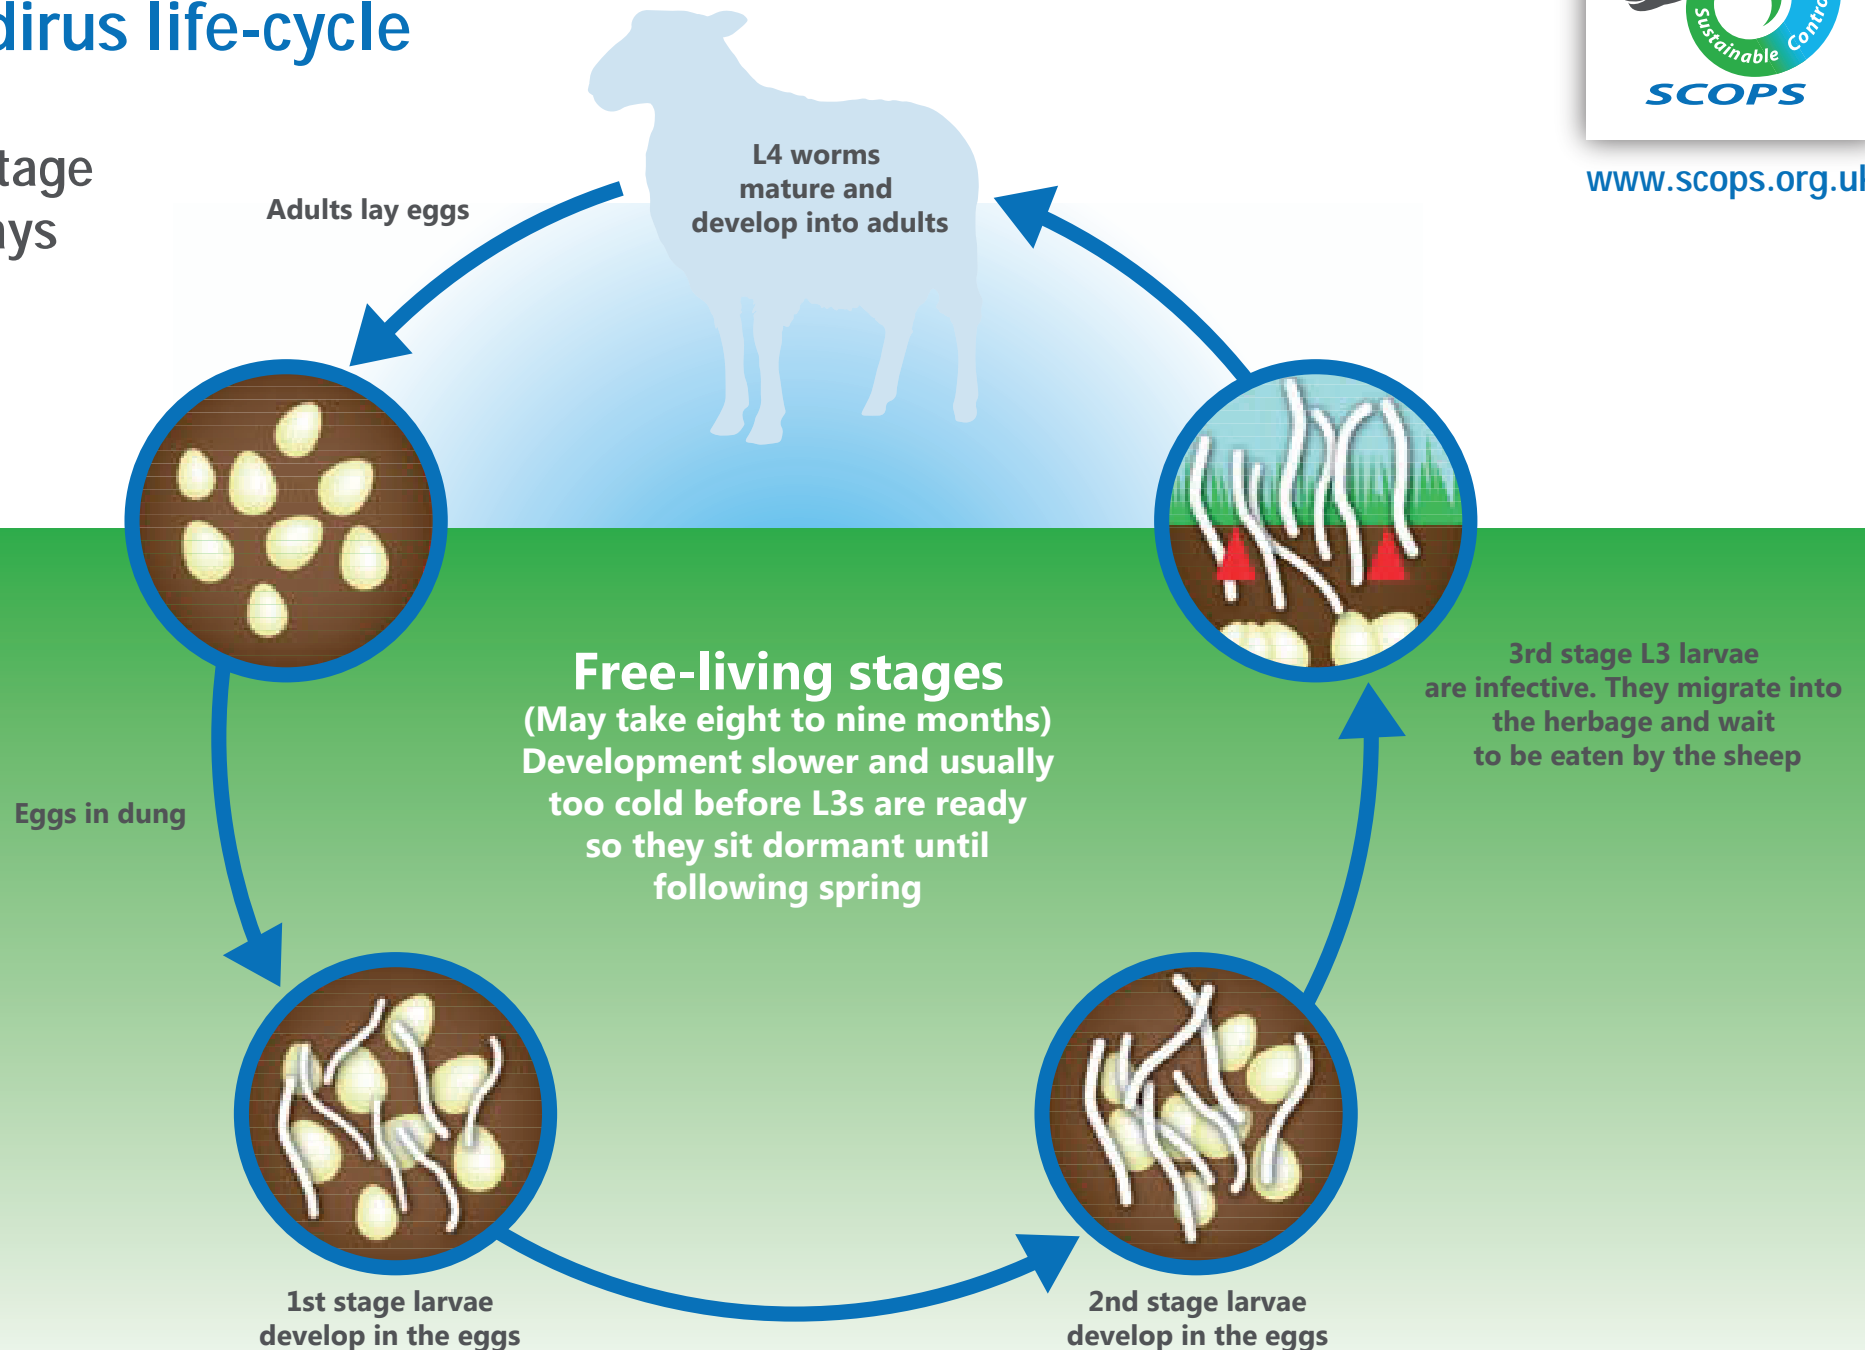 dirus life-cycle
tage
ays
Sustainable Contro
SCOPS
www.scops.org.uk
L4 worms
mature and
develop into adults
Adults lay eggs
3rd stage L3 larvae
are infective. They migrate into
the herbage and wait
to be eaten by the sheep
Free-living stages
(May take eight to nine months)
Development slower and usually
too cold before L3s are ready
so they sit dormant until
following spring
Eggs in dung
1st stage larvae
develop in the eggs
2nd stage larvae
develop in the eggs